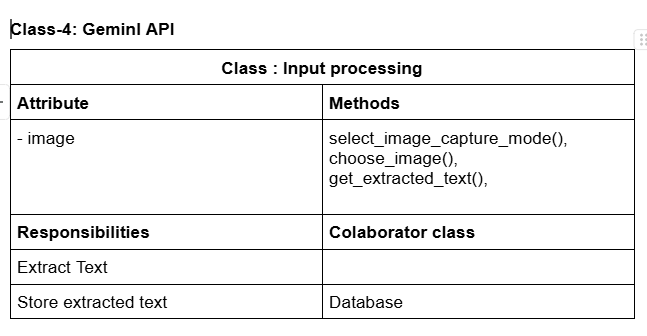 Class-4: GeminI API
Class : Input processing
Attribute
Methods
- image
select_image_capture_mode(),
choose_image(),
get_extracted_text(),
Responsibilities
Colaborator class
Extract Text
Store extracted text
Database